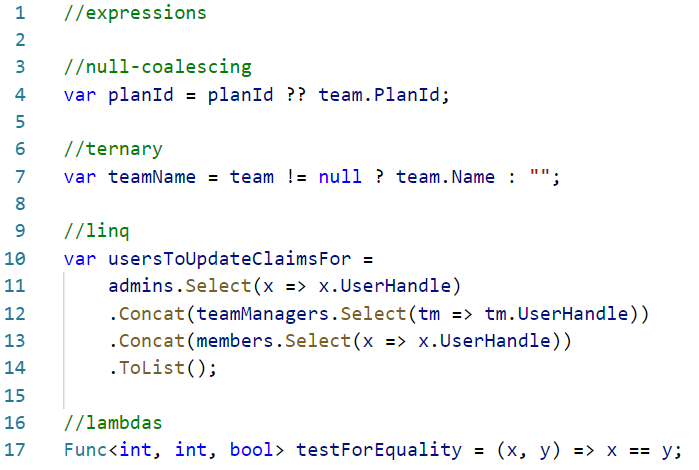 1 //expressions
2
3 //null-coalescing
4 var planId = planId ?? team.PlanId;
5
6 //ternary
7 var teamName = team != null ? team.Name : "";
8
9 //linq
10 var usersToUpdateClaimsFor =
11     admins.Select(x => x.UserHandle)
12     .Concat(teamManagers.Select(tm => tm.UserHandle))
13     .Concat(members.Select(x => x.UserHandle))
14     .ToList();
15
16 //lambdas
17 Func<int, int, bool> testForEquality = (x, y) => x == y;